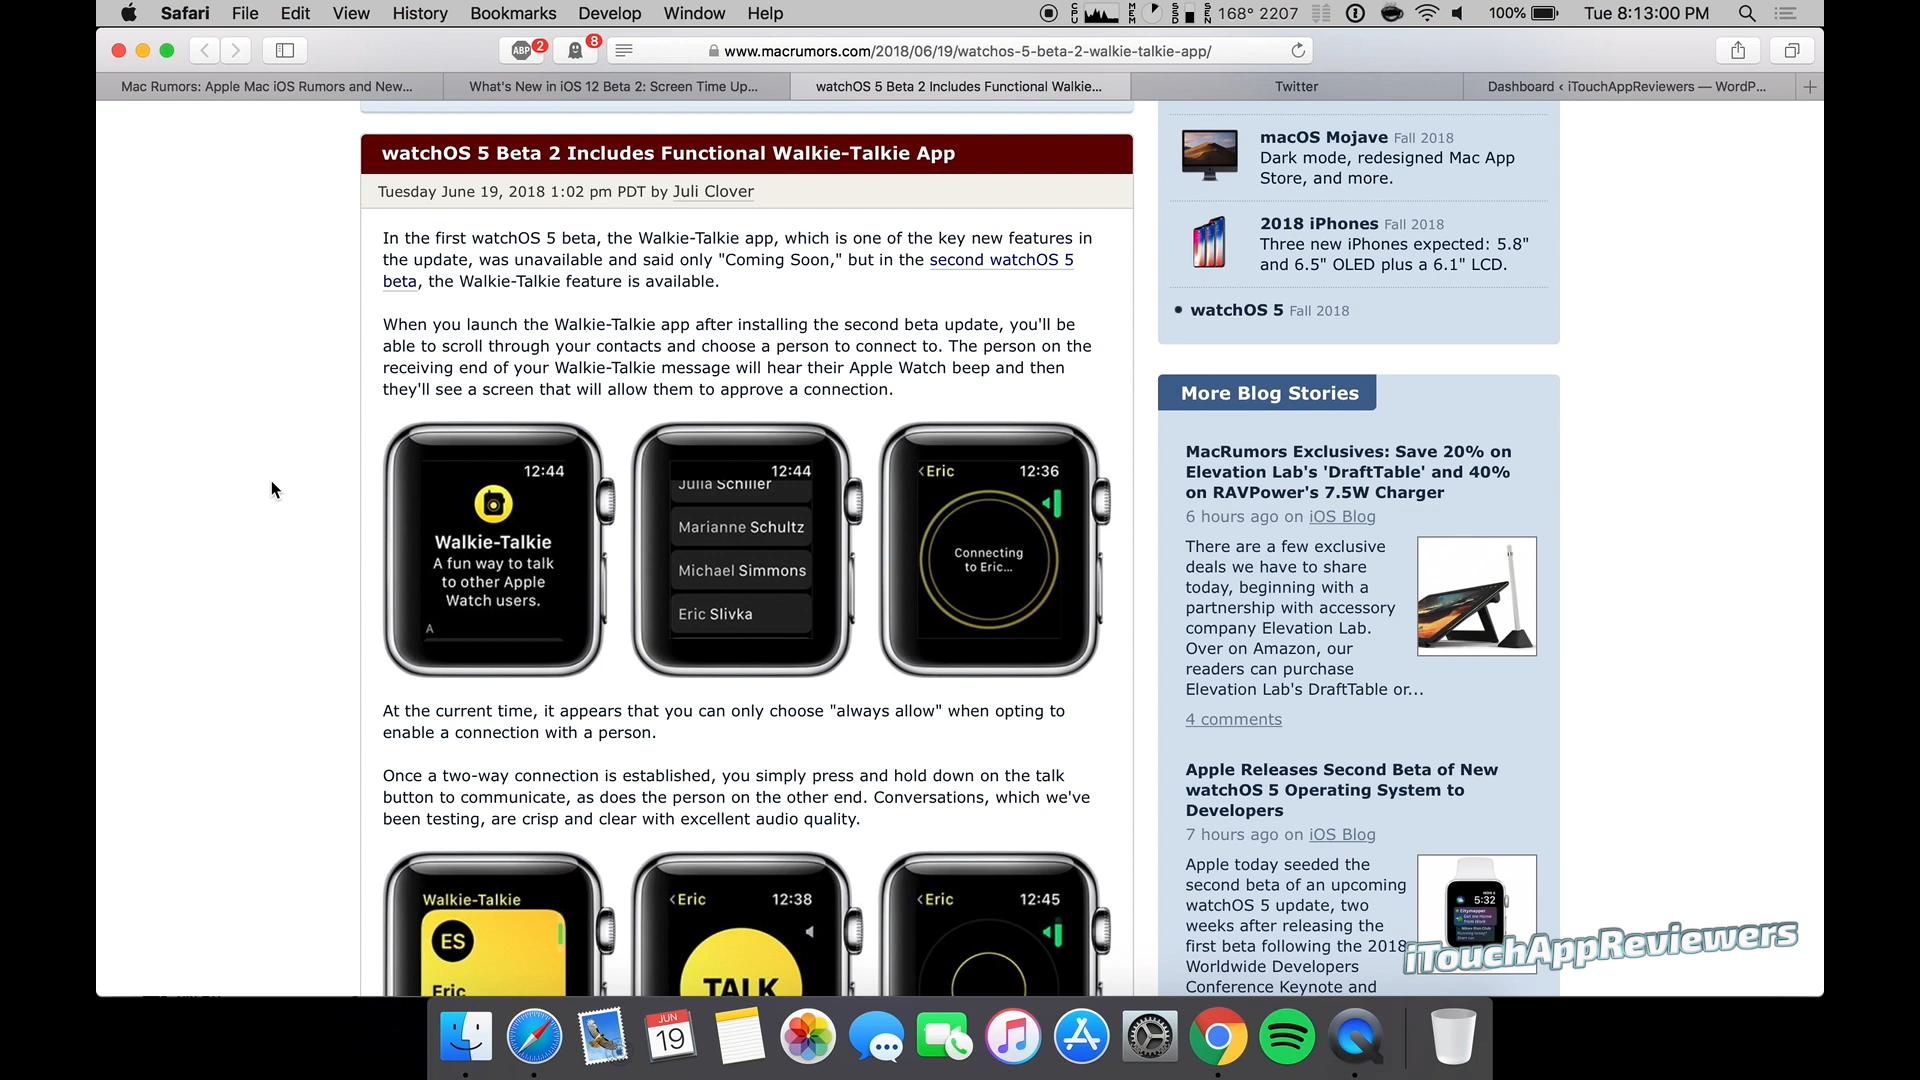 Safari File Edit View History Bookmarks Develop Window Help
CPU MEM SSD SEN 168° 2207 100% Tue 8:13:00 PM
ABP 2 8 www.macrumors.com/2018/06/19/watchos-5-beta-2-walkie-talkie-app/
Mac Rumors: Apple Mac iOS Rumors and New...
What's New in iOS 12 Beta 2: Screen Time Up...
watchOS 5 Beta 2 Includes Functional Walkie...
Twitter
Dashboard ‹ iTouchAppReviewers — WordP...
watchOS 5 Beta 2 Includes Functional Walkie-Talkie App
Tuesday June 19, 2018 1:02 pm PDT by Juli Clover
In the first watchOS 5 beta, the Walkie-Talkie app, which is one of the key new features in
the update, was unavailable and said only "Coming Soon," but in the second watchOS 5
beta, the Walkie-Talkie feature is available.
When you launch the Walkie-Talkie app after installing the second beta update, you'll be
able to scroll through your contacts and choose a person to connect to. The person on the
receiving end of your Walkie-Talkie message will hear their Apple Watch beep and then
they'll see a screen that will allow them to approve a connection.
12:44
Walkie-Talkie
A fun way to talk
to other Apple
Watch users.
A
12:44
Julia Schiller
Marianne Schultz
Michael Simmons
Eric Slivka
‹Eric 12:36
Connecting
to Eric...
At the current time, it appears that you can only choose "always allow" when opting to
enable a connection with a person.
Once a two-way connection is established, you simply press and hold down on the talk
button to communicate, as does the person on the other end. Conversations, which we've
been testing, are crisp and clear with excellent audio quality.
Walkie-Talkie
ES
Eric
‹Eric 12:38
TALK
‹Eric 12:45
macOS Mojave Fall 2018
Dark mode, redesigned Mac App
Store, and more.
2018 iPhones Fall 2018
Three new iPhones expected: 5.8"
and 6.5" OLED plus a 6.1" LCD.
• watchOS 5 Fall 2018
More Blog Stories
MacRumors Exclusives: Save 20% on
Elevation Lab's 'DraftTable' and 40%
on RAVPower's 7.5W Charger
6 hours ago on iOS Blog
There are a few exclusive
deals we have to share
today, beginning with a
partnership with accessory
company Elevation Lab.
Over on Amazon, our
readers can purchase
Elevation Lab's DraftTable or...
4 comments
Apple Releases Second Beta of New
watchOS 5 Operating System to
Developers
7 hours ago on iOS Blog
Apple today seeded the
second beta of an upcoming
watchOS 5 update, two
weeks after releasing the
first beta following the 2018
Worldwide Developers
Conference Keynote and
5:32
iTouchAppReviewers
JUN
19